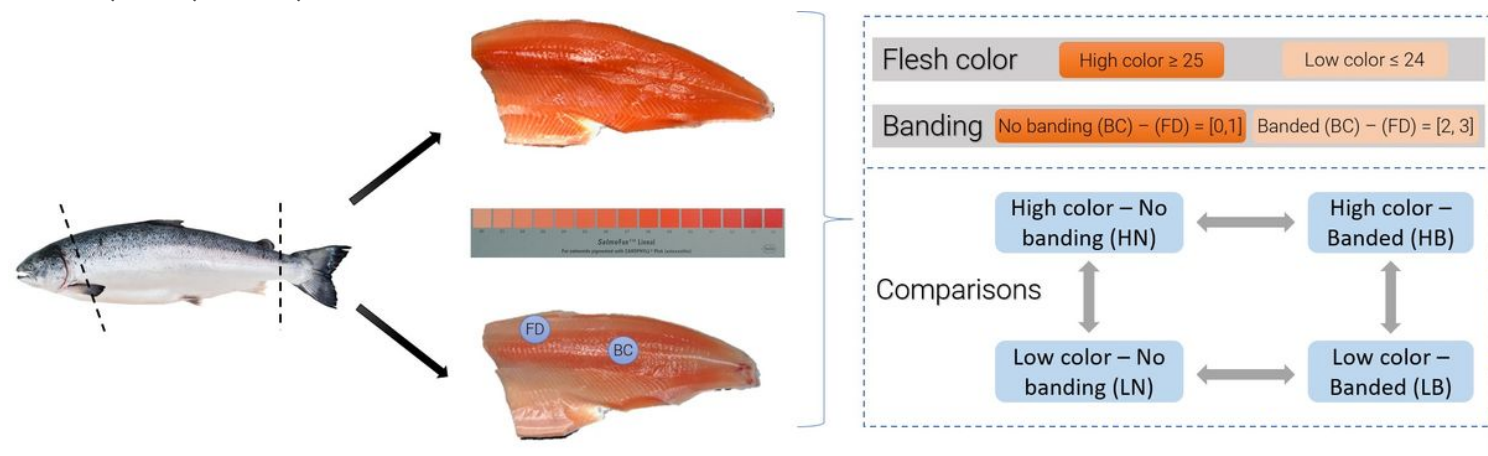 Flesh color
High color ≥ 25
Low color ≤ 24
Banding
No banding (BC) – (FD) = [0,1]
Banded (BC) – (FD) = [2, 3]
SalmoFan™ Lineal
FD
BC
Comparisons
High color – No
banding (HN)
High color –
Banded (HB)
Low color – No
banding (LN)
Low color –
Banded (LB)